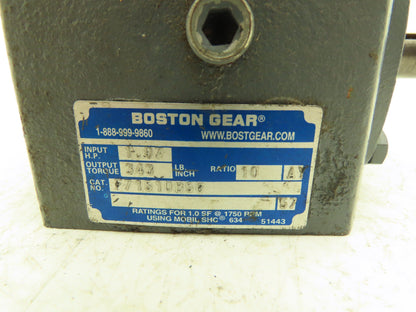 BOSTON GEAR®
1-888-999-9860 WWW.BOSTGEAR.COM
INPUT H.P.
OUTPUT TORQUE 343 LB. INCH RATIO 10
CAT. NO.
RATINGS FOR 1.0 SF @ 1750 RPM
USING MOBIL SHC 634 51443